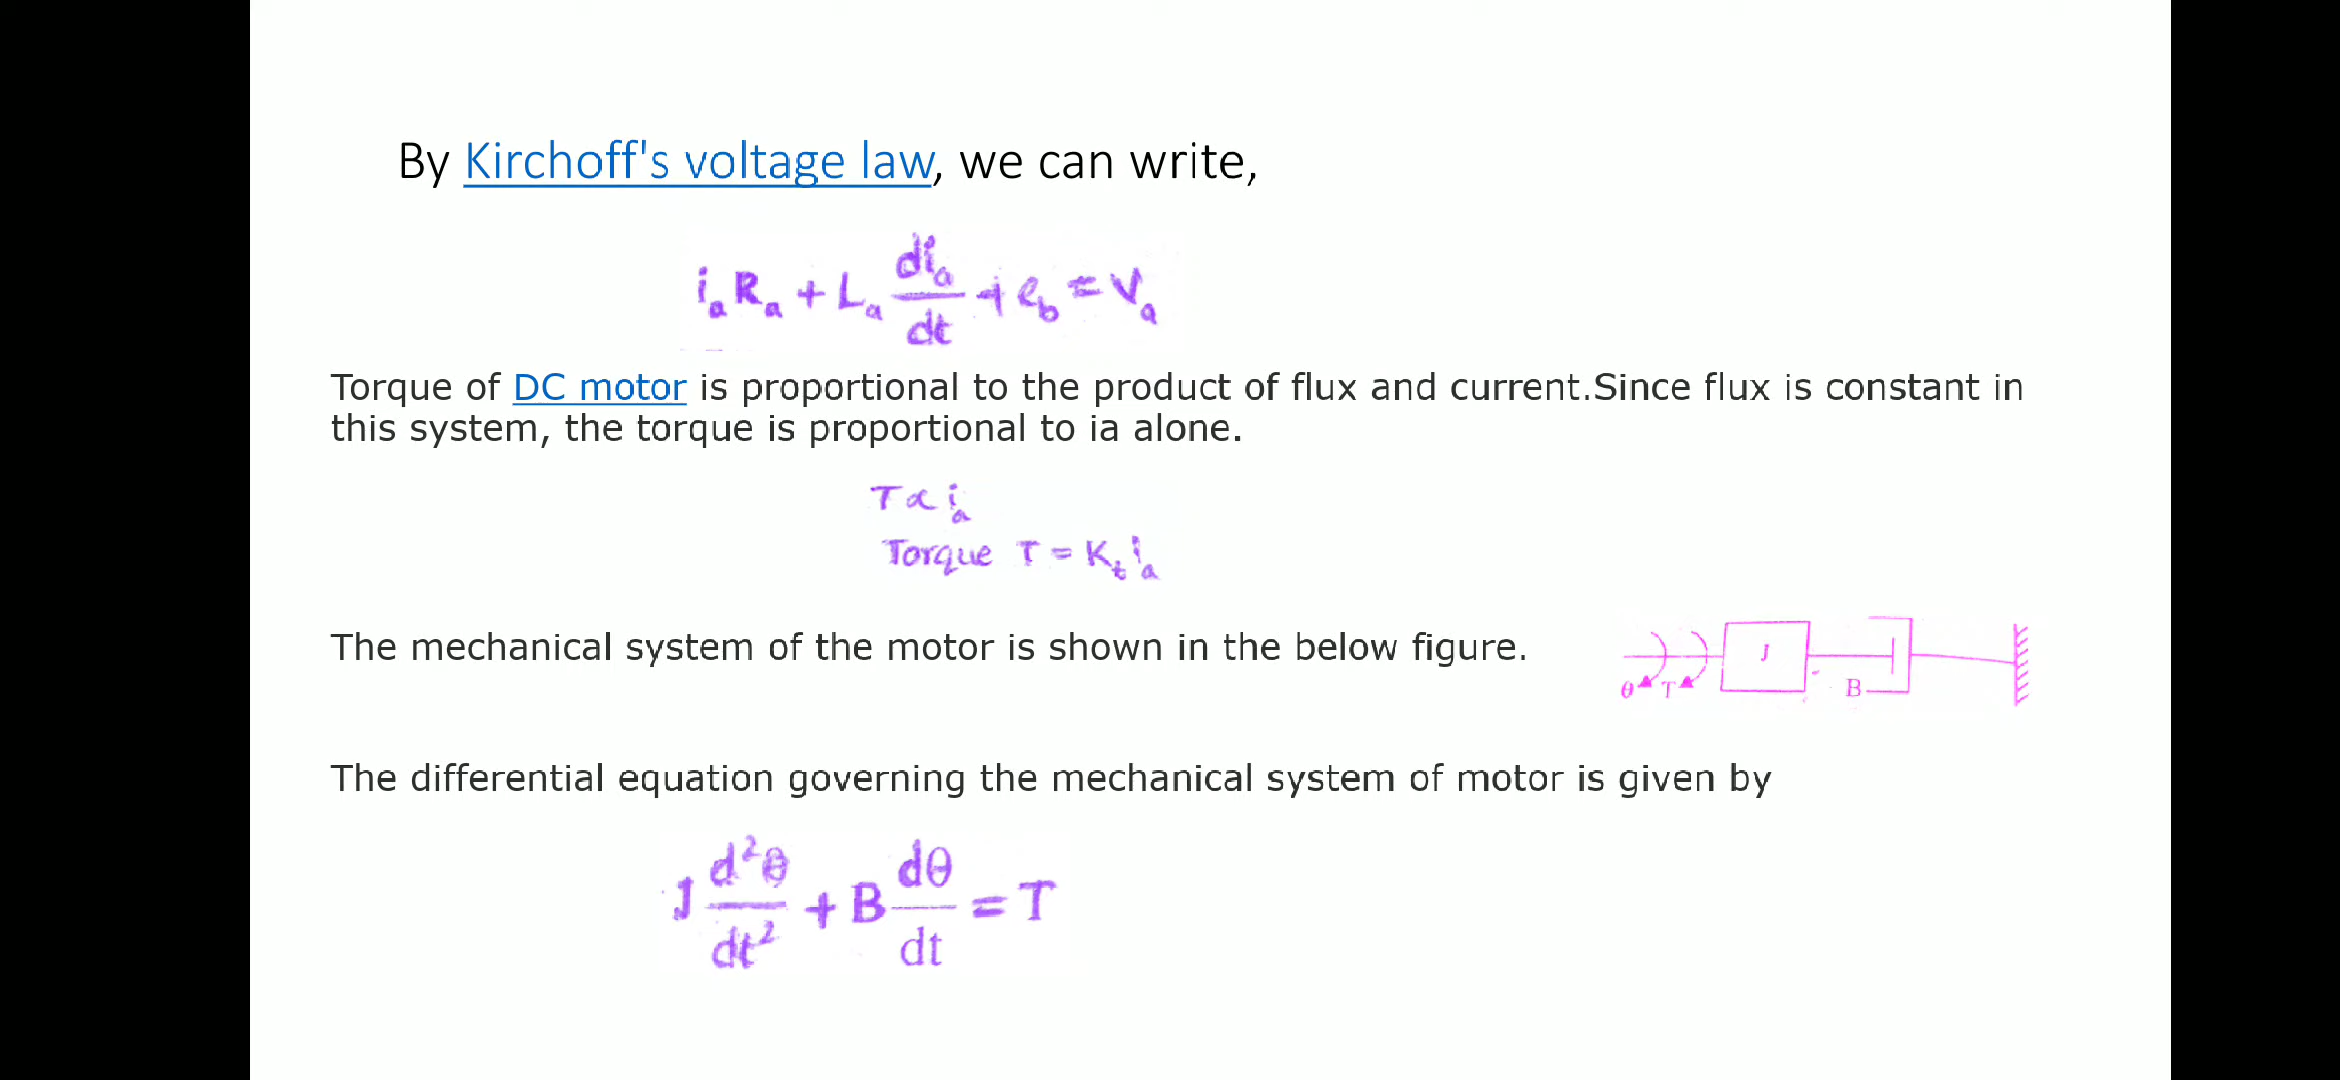 By Kirchoff's voltage law, we can write,
iₐRₐ + Lₐ diₐ/dt + e_b = Vₐ
Torque of DC motor is proportional to the product of flux and current.Since flux is constant in
this system, the torque is proportional to ia alone.
T α iₐ
Torque T = Kₜiₐ
The mechanical system of the motor is shown in the below figure.
θ T J B
The differential equation governing the mechanical system of motor is given by
J d²θ/dt² + B dθ/dt = T